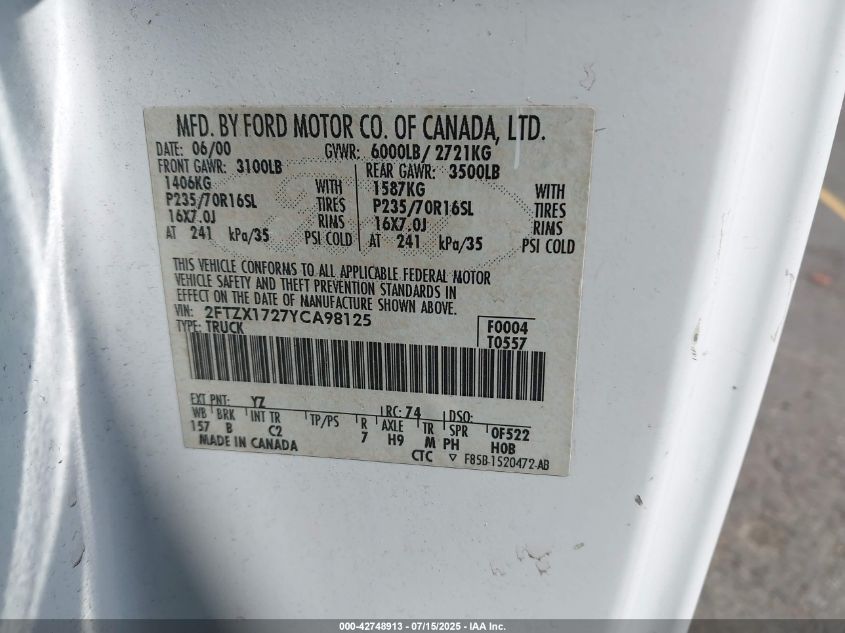 MFD. BY FORD MOTOR CO. OF CANADA, LTD.
DATE: 06/00 GVWR: 6000LB/ 2721KG
FRONT GAWR: 3100LB REAR GAWR: 3500LB
1406KG WITH 1587KG WITH
P235/70R16SL TIRES P235/70R16SL TIRES
16X7.0J RIMS 16X7.0J RIMS
AT 241 kPa/35 PSI COLD AT 241 kPa/35 PSI COLD
THIS VEHICLE CONFORMS TO ALL APPLICABLE FEDERAL MOTOR
VEHICLE SAFETY AND THEFT PREVENTION STANDARDS IN
EFFECT ON THE DATE OF MANUFACTURE SHOWN ABOVE.
VIN: 2FTZX1727YCA98125 F0004
TYPE: TRUCK T0557
EXT PNT: YZ RC: 74 DSO:
WB BRK INT TR TP/PS R AXLE TR SPR 0F522
157 B C2 7 H9 M PH H0B
MADE IN CANADA CTC ▽ F85B-1520472-AB
000-42748913 - 07/15/2025 - IAA Inc.